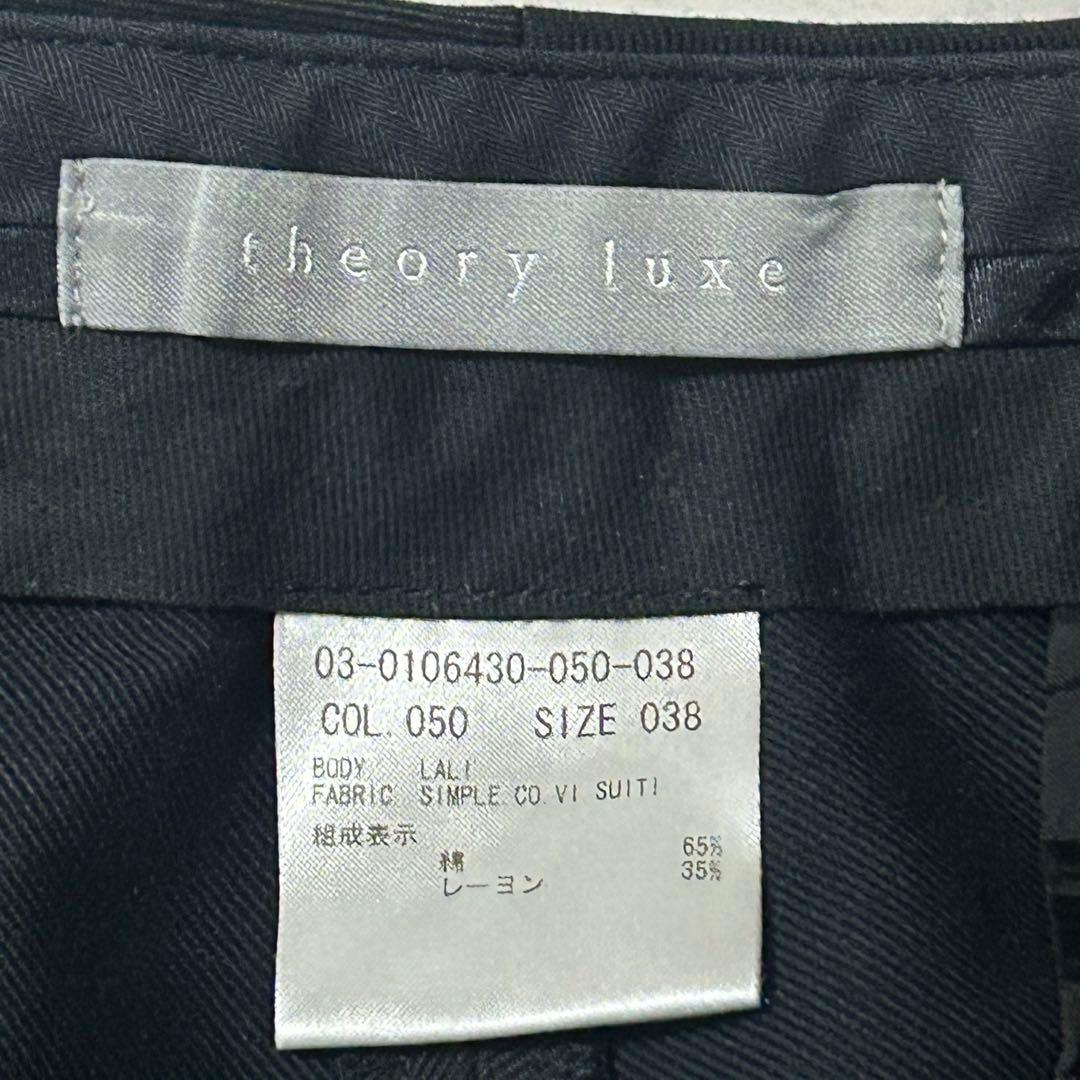 theory luxe
03-0106430-050-038
COL. 050 SIZE 038
BODY LALI
FABRIC SIMPLE.CO.VI SUITI
組成表示
綿 65%
レーヨン 35%